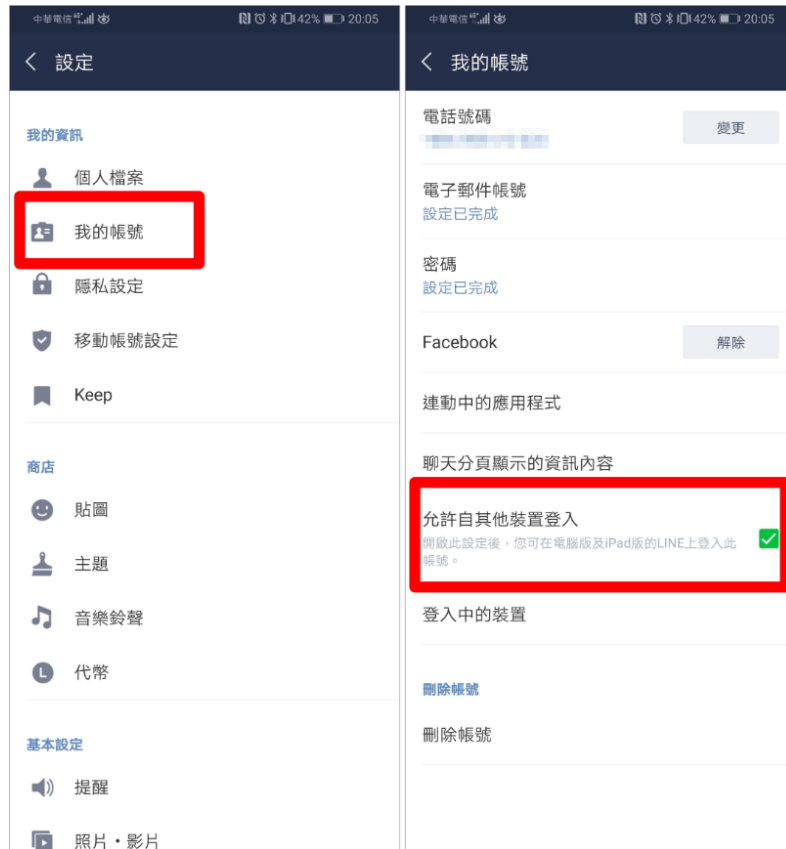 中華電信
42%
20:05
設定
我的資訊
個人檔案
我的帳號
隱私設定
移動帳號設定
Keep
商店
貼圖
主題
音樂鈴聲
代幣
基本設定
提醒
照片・影片
中華電信
42%
20:05
我的帳號
電話號碼
變更
電子郵件帳號
設定已完成
密碼
設定已完成
Facebook
解除
連動中的應用程式
聊天分頁顯示的資訊內容
允許自其他裝置登入
開啟此設定後,您可在電腦版及iPad版的LINE上登入此
帳號。
登入中的裝置
刪除帳號
刪除帳號